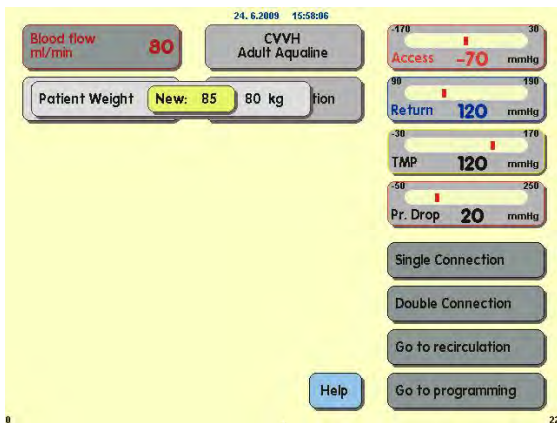 24. 6.2009 15:58:06
Blood flow
ml/min 80
CVVH
Adult Aqualine
-170 30
Access -70 mmHg
Patient Weight New: 85 80 kg tion
90 190
Return 120 mmHg
-30 170
TMP 120 mmHg
-50 250
Pr. Drop 20 mmHg
Single Connection
Double Connection
Go to recirculation
Help
Go to programming
0 22